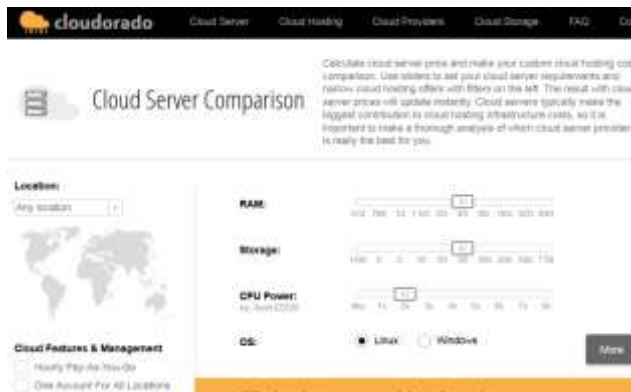 cloudorado
Cloud Server
Cloud Hosting
Cloud Providers
Cloud Storage
FAQ
Calculate cloud server price and make your custom cloud hosting
comparison. Use sliders to set your cloud server requirements and
narrow cloud hosting offers with filters on the left. The result with
server prices will update instantly. Cloud servers typically make the
biggest contribution to cloud hosting infrastructure costs, so it is
important to make a thorough analysis of which cloud server provider
is really the best for you.
Cloud Server Comparison
Location:
Any location
RAM:
Storage:
CPU Power:
OS:
Linux
Windows
More
Cloud Features & Management
Hourly Pay-As-You-Go
One Account For All Locations